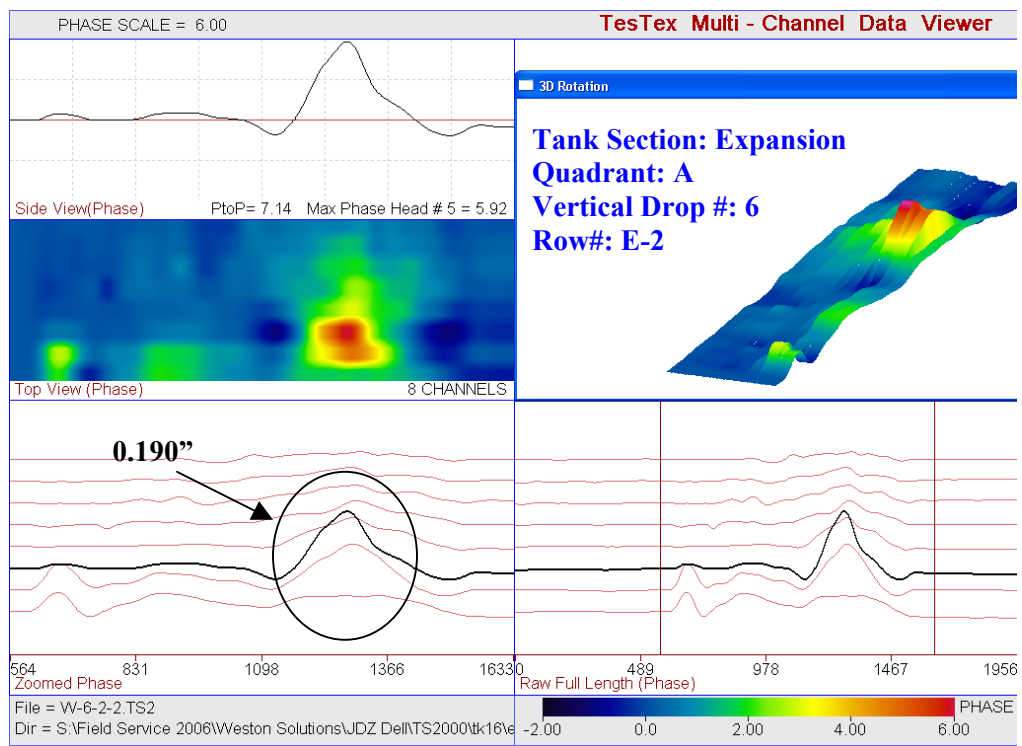 PHASE SCALE = 6.00
TesTex Multi - Channel Data Viewer
3D Rotation
Tank Section: Expansion
Quadrant: A
Vertical Drop #: 6
Row#: E-2
Side View(Phase) PtoP= 7.14 Max Phase Head # 5 = 5.92
Top View (Phase) 8 CHANNELS
0.190”
564 831 1098 1366 1633
Zoomed Phase
0 489 978 1467 1956
Raw Full Length (Phase)
File = W-6-2-2.TS2
Dir = S:\Field Service 2006\Weston Solutions\JDZ Dell\TS2000\tk16\e
PHASE
-2.00 0.0 2.00 4.00 6.00